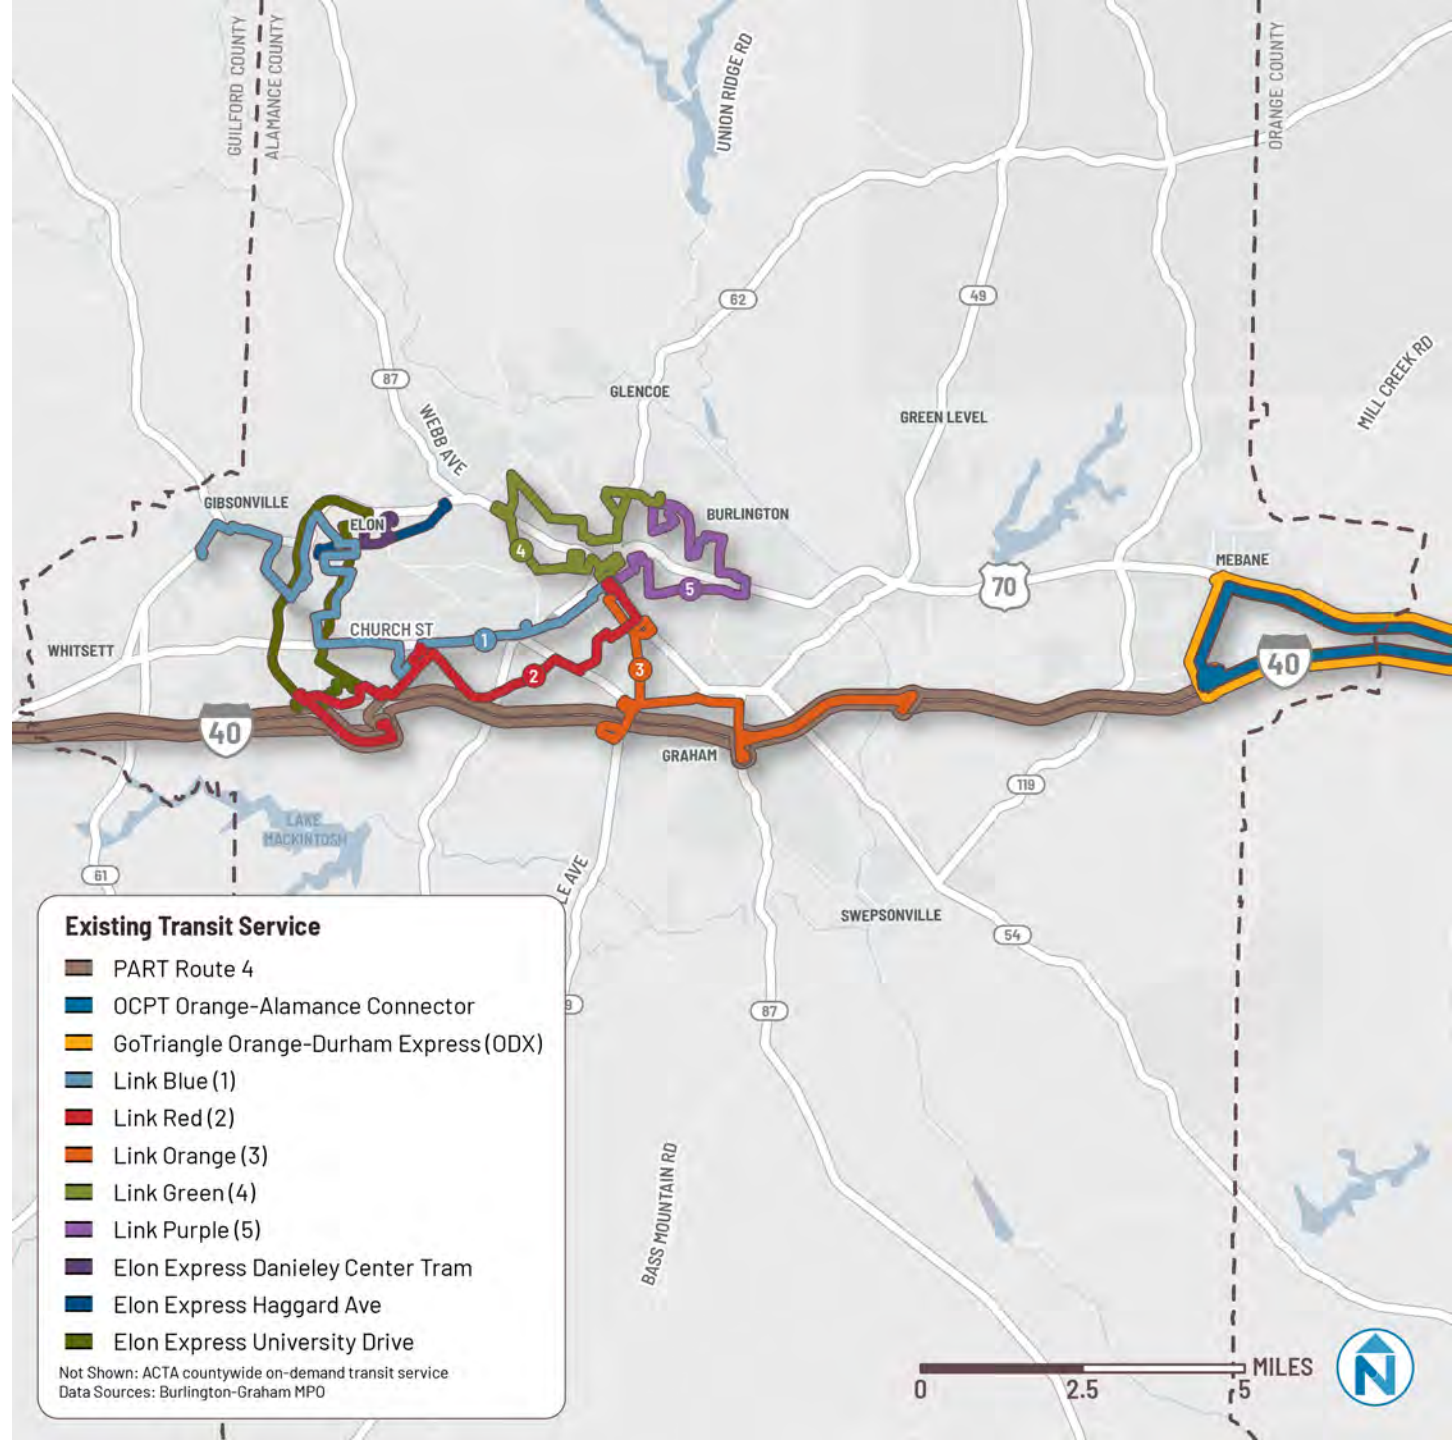 GUILFORD COUNTY
ALAMANCE COUNTY
UNION RIDGE RD
ORANGE COUNTY
62
49
87
MILL CREEK RD
GLENCOE
WEBB AVE
GREEN LEVEL
GIBSONVILLE
ELON
BURLINGTON
4
MEBANE
70
5
CHURCH ST
1
WHITSETT
2
3
40
40
GRAHAM
119
LAKE
MACKINTOSH
61
LE AVE
SWEPSONVILLE
54
9
87
BASS MOUNTAIN RD
Existing Transit Service
PART Route 4
OCPT Orange-Alamance Connector
GoTriangle Orange-Durham Express (ODX)
Link Blue (1)
Link Red (2)
Link Orange (3)
Link Green (4)
Link Purple (5)
Elon Express Danieley Center Tram
Elon Express Haggard Ave
Elon Express University Drive
Not Shown: ACTA countywide on-demand transit service
Data Sources: Burlington-Graham MPO
MILES
0 2.5 5
N